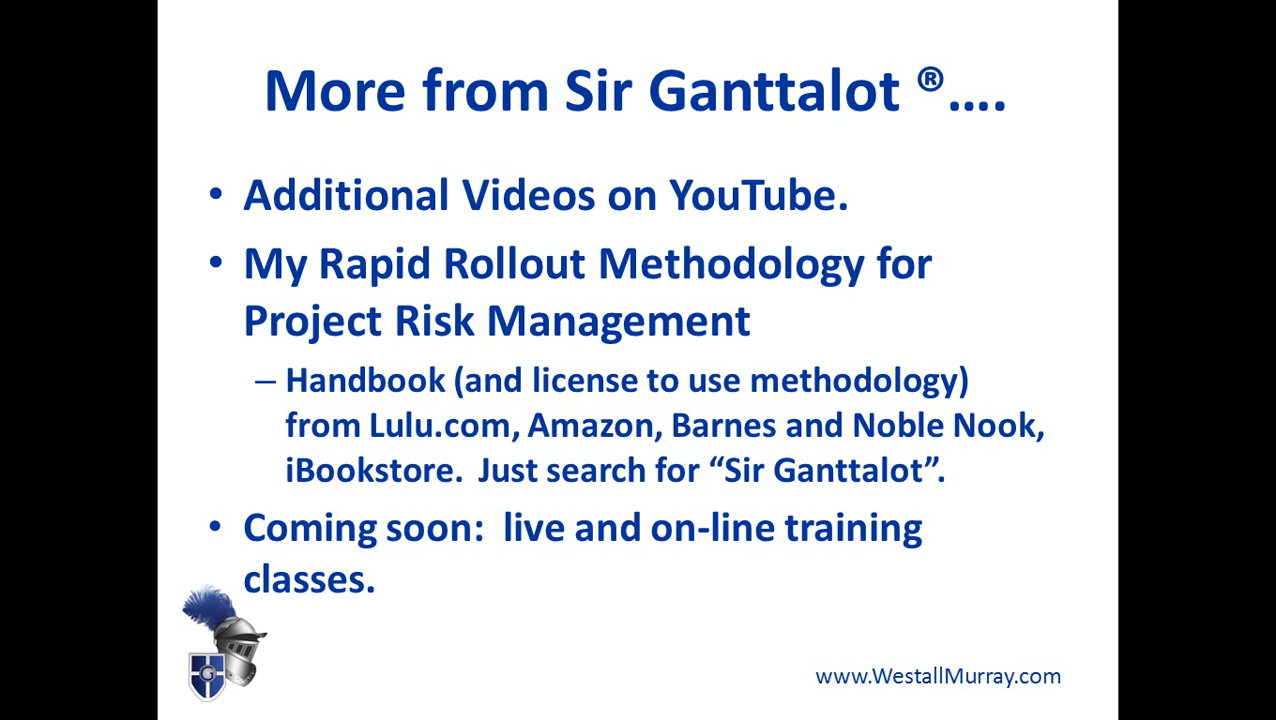 More from Sir Ganttalot ®….
• Additional Videos on YouTube.
• My Rapid Rollout Methodology for
Project Risk Management
– Handbook (and license to use methodology)
from Lulu.com, Amazon, Barnes and Noble Nook,
iBookstore.  Just search for “Sir Ganttalot”.
• Coming soon:  live and on-line training
classes.
G
www.WestallMurray.com